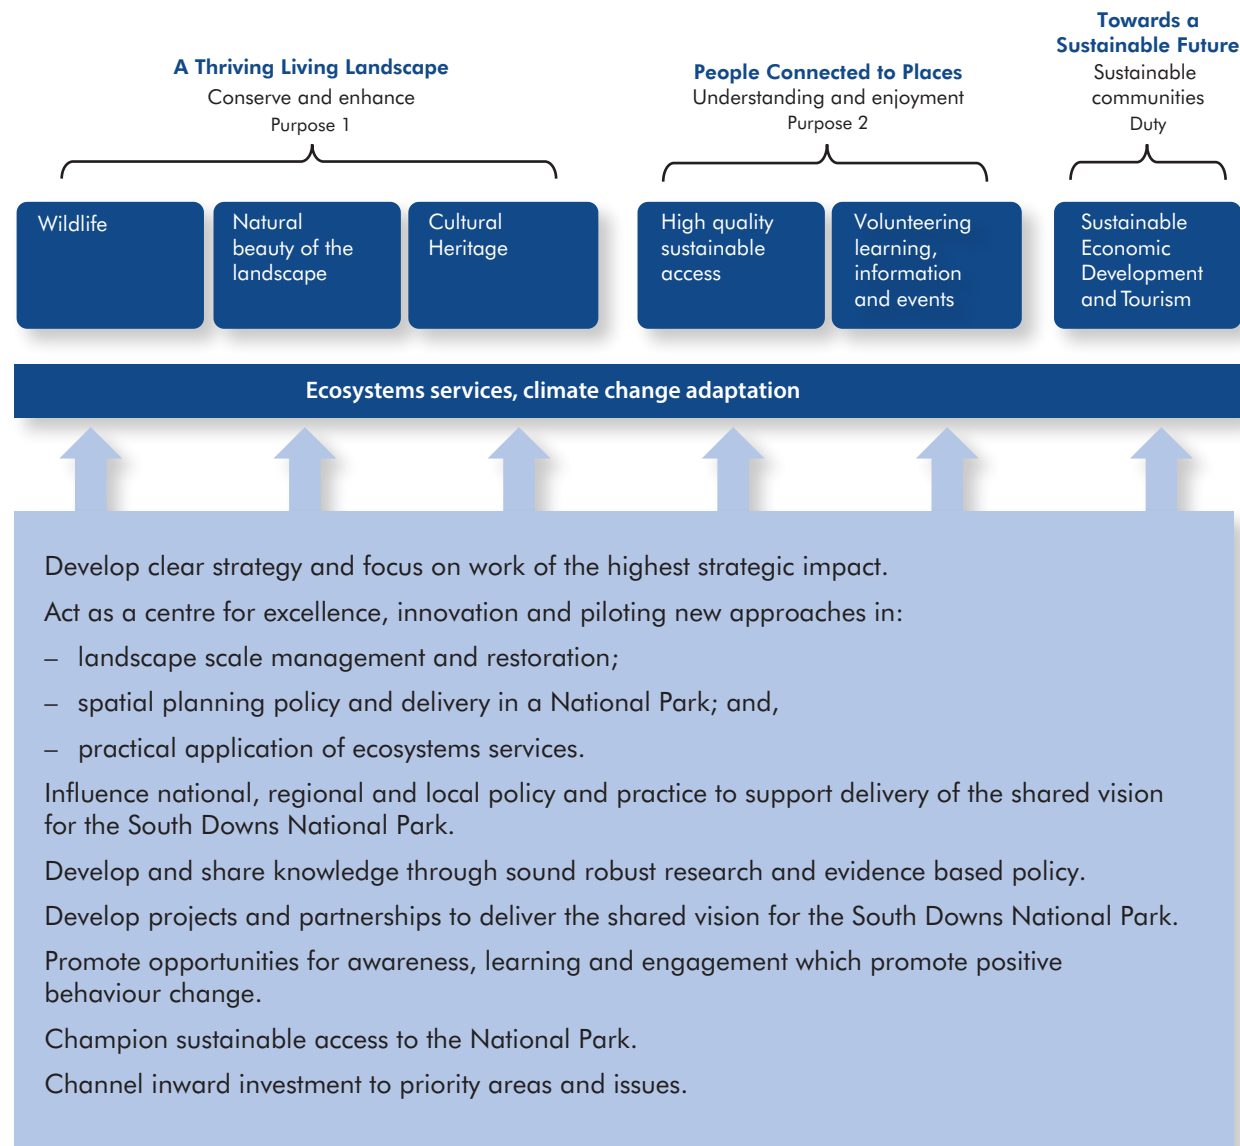 A Thriving Living Landscape
Conserve and enhance
Purpose 1
People Connected to Places
Understanding and enjoyment
Purpose 2
Towards a
Sustainable Future
Sustainable
communities
Duty
Wildlife
Natural
beauty of the
landscape
Cultural
Heritage
High quality
sustainable
access
Volunteering
learning,
information
and events
Sustainable
Economic
Development
and Tourism
Ecosystems services, climate change adaptation
Develop clear strategy and focus on work of the highest strategic impact.
Act as a centre for excellence, innovation and piloting new approaches in:
– landscape scale management and restoration;
– spatial planning policy and delivery in a National Park; and,
– practical application of ecosystems services.
Influence national, regional and local policy and practice to support delivery of the shared vision
for the South Downs National Park.
Develop and share knowledge through sound robust research and evidence based policy.
Develop projects and partnerships to deliver the shared vision for the South Downs National Park.
Promote opportunities for awareness, learning and engagement which promote positive
behaviour change.
Champion sustainable access to the National Park.
Channel inward investment to priority areas and issues.